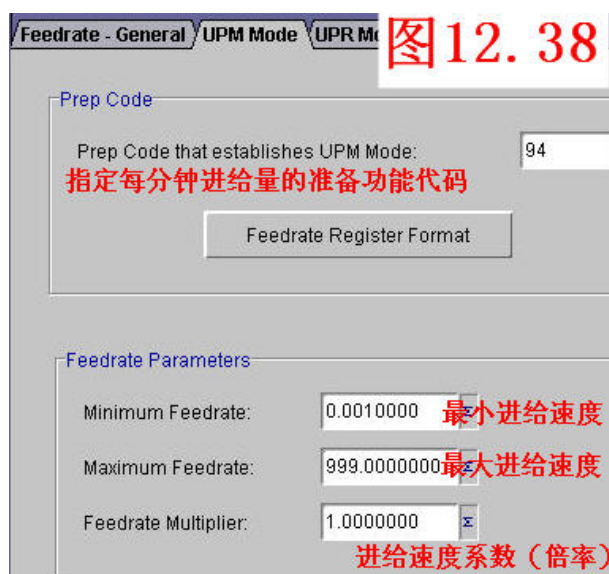 Feedrate - General UPM Mode UPR Mo
图12.38
Prep Code
Prep Code that establishes UPM Mode: 94
指定每分钟进给量的准备功能代码
Feedrate Register Format
Feedrate Parameters
Minimum Feedrate: 0.0010000 Σ 最小进给速度
Maximum Feedrate: 999.0000000 Σ 最大进给速度
Feedrate Multiplier: 1.0000000 Σ
进给速度系数（倍率）